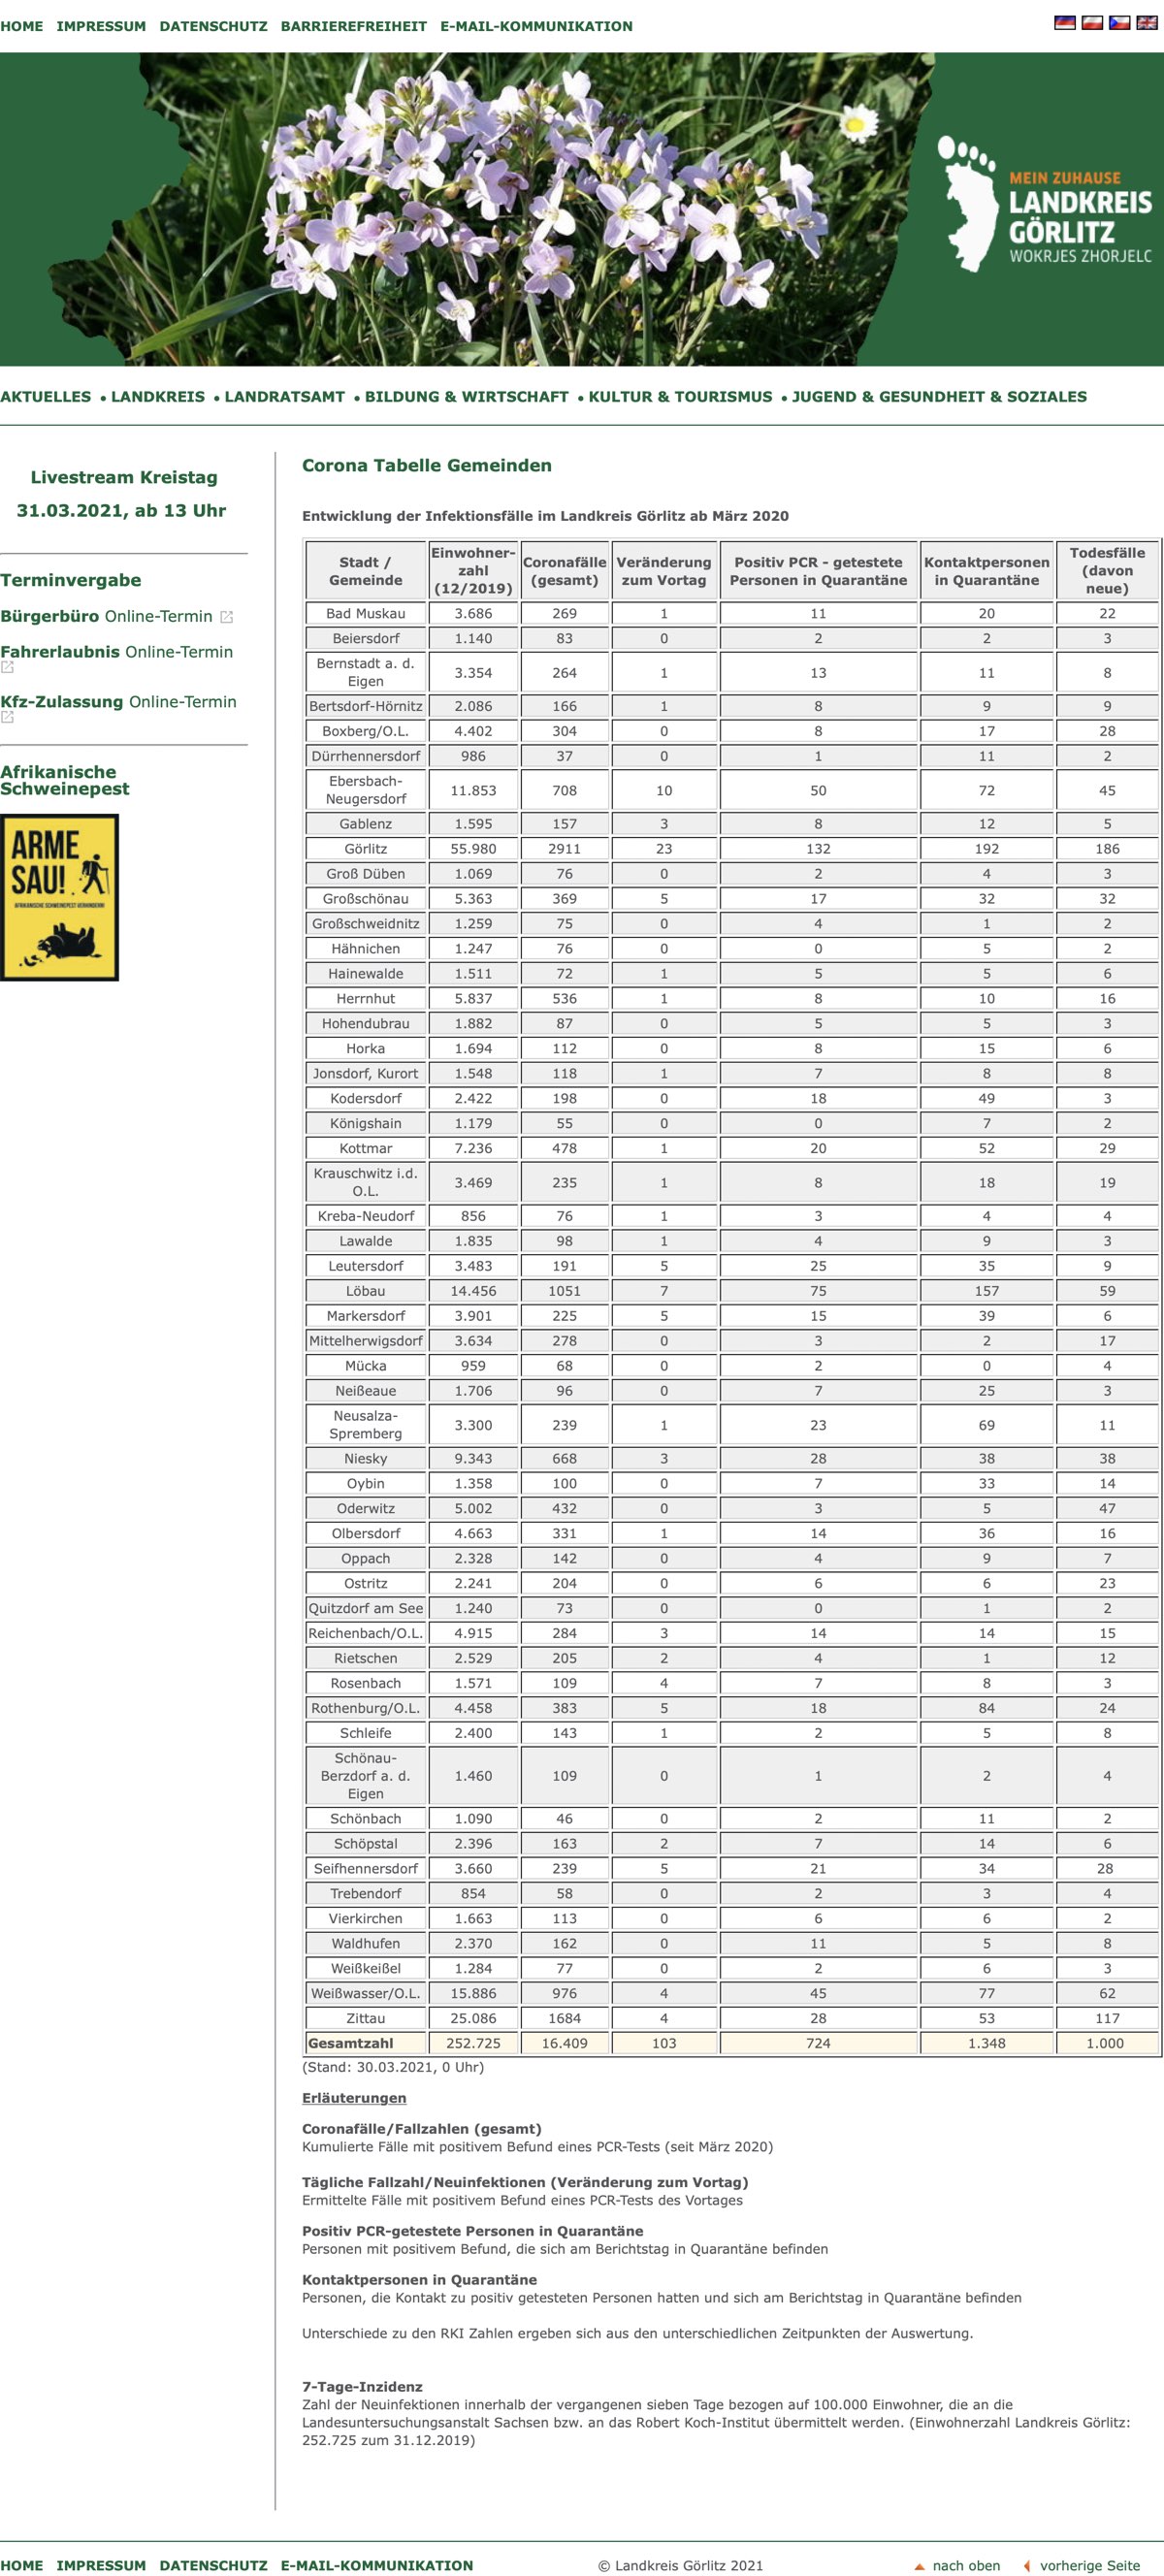 HOME IMPRESSUM DATENSCHUTZ BARRIEREFREIHEIT E-MAIL-KOMMUNIKATION
MEIN ZUHAUSE
LANDKREIS
GÖRLITZ
WOKRJES ZHORJELC
AKTUELLES • LANDKREIS • LANDRATSAMT • BILDUNG & WIRTSCHAFT • KULTUR & TOURISMUS • JUGEND & GESUNDHEIT & SOZIALES
Livestream Kreistag
31.03.2021, ab 13 Uhr
Terminvergabe
Bürgerbüro Online-Termin
Fahrerlaubnis Online-Termin
Kfz-Zulassung Online-Termin
Afrikanische
Schweinepest
ARME
SAU!
AFRIKANISCHE SCHWEINEPEST VERHINDERN!
Corona Tabelle Gemeinden
Entwicklung der Infektionsfälle im Landkreis Görlitz ab März 2020
Stadt / Gemeinde Einwohner-zahl (12/2019) Coronafälle (gesamt) Veränderung zum Vortag Positiv PCR - getestete Personen in Quarantäne Kontaktpersonen in Quarantäne Todesfälle (davon neue)
Bad Muskau 3.686 269 1 11 20 22
Beiersdorf 1.140 83 0 2 2 3
Bernstadt a. d. Eigen 3.354 264 1 13 11 8
Bertsdorf-Hörnitz 2.086 166 1 8 9 9
Boxberg/O.L. 4.402 304 0 8 17 28
Dürrhennersdorf 986 37 0 1 11 2
Ebersbach-Neugersdorf 11.853 708 10 50 72 45
Gablenz 1.595 157 3 8 12 5
Görlitz 55.980 2911 23 132 192 186
Groß Düben 1.069 76 0 2 4 3
Großschönau 5.363 369 5 17 32 32
Großschweidnitz 1.259 75 0 4 1 2
Hähnichen 1.247 76 0 0 5 2
Hainewalde 1.511 72 1 5 5 6
Herrnhut 5.837 536 1 8 10 16
Hohendubrau 1.882 87 0 5 5 3
Horka 1.694 112 0 8 15 6
Jonsdorf, Kurort 1.548 118 1 7 8 8
Kodersdorf 2.422 198 0 18 49 3
Königshain 1.179 55 0 0 7 2
Kottmar 7.236 478 1 20 52 29
Krauschwitz i.d. O.L. 3.469 235 1 8 18 19
Kreba-Neudorf 856 76 1 3 4 4
Lawalde 1.835 98 1 4 9 3
Leutersdorf 3.483 191 5 25 35 9
Löbau 14.456 1051 7 75 157 59
Markersdorf 3.901 225 5 15 39 6
Mittelherwigsdorf 3.634 278 0 3 2 17
Mücka 959 68 0 2 0 4
Neißeaue 1.706 96 0 7 25 3
Neusalza-Spremberg 3.300 239 1 23 69 11
Niesky 9.343 668 3 28 38 38
Oybin 1.358 100 0 7 33 14
Oderwitz 5.002 432 0 3 5 47
Olbersdorf 4.663 331 1 14 36 16
Oppach 2.328 142 0 4 9 7
Ostritz 2.241 204 0 6 6 23
Quitzdorf am See 1.240 73 0 0 1 2
Reichenbach/O.L. 4.915 284 3 14 14 15
Rietschen 2.529 205 2 4 1 12
Rosenbach 1.571 109 4 7 8 3
Rothenburg/O.L. 4.458 383 5 18 84 24
Schleife 2.400 143 1 2 5 8
Schönau-Berzdorf a. d. Eigen 1.460 109 0 1 2 4
Schönbach 1.090 46 0 2 11 2
Schöpstal 2.396 163 2 7 14 6
Seifhennersdorf 3.660 239 5 21 34 28
Trebendorf 854 58 0 2 3 4
Vierkirchen 1.663 113 0 6 6 2
Waldhufen 2.370 162 0 11 5 8
Weißkeißel 1.284 77 0 2 6 3
Weißwasser/O.L. 15.886 976 4 45 77 62
Zittau 25.086 1684 4 28 53 117
Gesamtzahl 252.725 16.409 103 724 1.348 1.000
(Stand: 30.03.2021, 0 Uhr)
Erläuterungen
Coronafälle/Fallzahlen (gesamt)
Kumulierte Fälle mit positivem Befund eines PCR-Tests (seit März 2020)
Tägliche Fallzahl/Neuinfektionen (Veränderung zum Vortag)
Ermittelte Fälle mit positivem Befund eines PCR-Tests des Vortages
Positiv PCR-getestete Personen in Quarantäne
Personen mit positivem Befund, die sich am Berichtstag in Quarantäne befinden
Kontaktpersonen in Quarantäne
Personen, die Kontakt zu positiv getesteten Personen hatten und sich am Berichtstag in Quarantäne befinden
Unterschiede zu den RKI Zahlen ergeben sich aus den unterschiedlichen Zeitpunkten der Auswertung.
7-Tage-Inzidenz
Zahl der Neuinfektionen innerhalb der vergangenen sieben Tage bezogen auf 100.000 Einwohner, die an die
Landesuntersuchungsanstalt Sachsen bzw. an das Robert Koch-Institut übermittelt werden. (Einwohnerzahl Landkreis Görlitz:
252.725 zum 31.12.2019)
HOME IMPRESSUM DATENSCHUTZ E-MAIL-KOMMUNIKATION © Landkreis Görlitz 2021 nach oben vorherige Seite